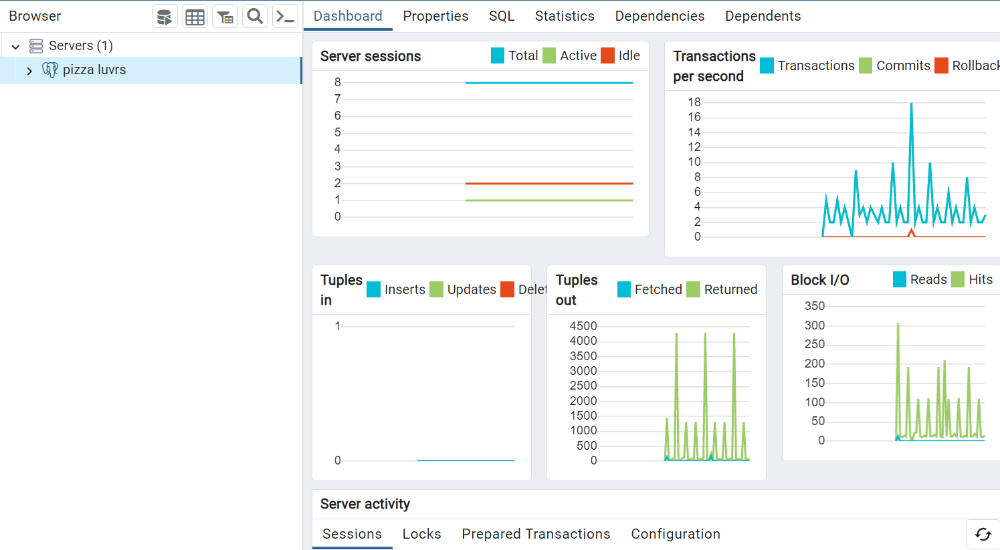 Browser
Dashboard Properties SQL Statistics Dependencies Dependents
Servers (1)
pizza luvrs
Server sessions
Total Active Idle
8
7
6
5
4
3
2
1
0
Transactions per second
Transactions Commits Rollback
18
16
14
12
10
8
6
4
2
0
Tuples in
Inserts Updates Delet
1
0
Tuples out
Fetched Returned
4500
4000
3500
3000
2500
2000
1500
1000
500
0
Block I/O
Reads Hits
350
300
250
200
150
100
50
0
Server activity
Sessions Locks Prepared Transactions Configuration